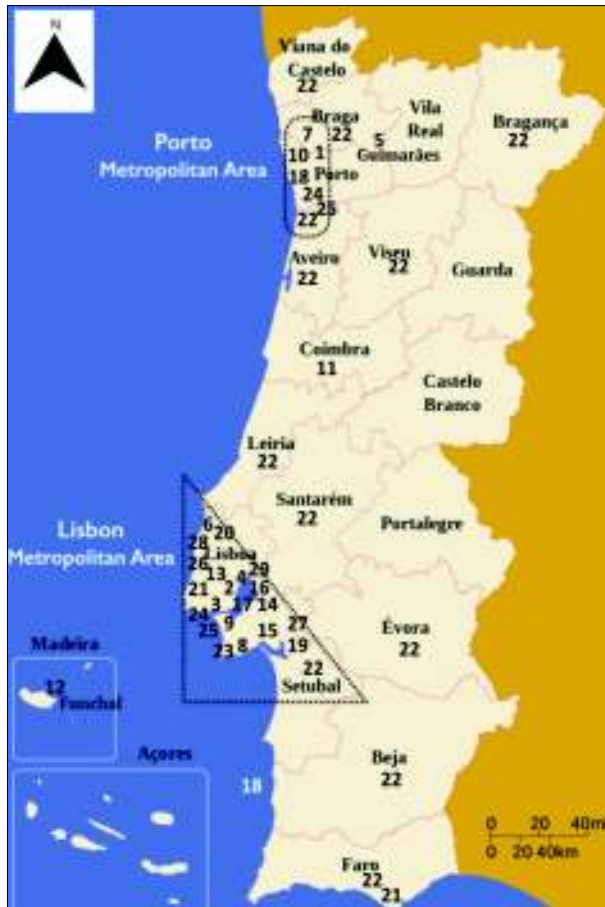 N
Viana do
Castelo
22
Braga
22
Vila
Real
Bragança
22
Porto
Metropolitan Area
7
5
Guimarães
10 1
18 Porto
24
25
22
Aveiro
22
Viseu
22
Guarda
Coimbra
11
Castelo
Branco
Leiria
22
Santarém
22
Portalegre
Lisbon
Metropolitan Area
6 20
28
Lisboa
26
13 4 29
21 2 16
3 17 14
24 9
25 15 27
23 8 19
22
Setubal
Évora
22
Madeira
12
Funchal
Açores
Beja
22
18
0 20 40m
0 20 40km
Faro
22
21